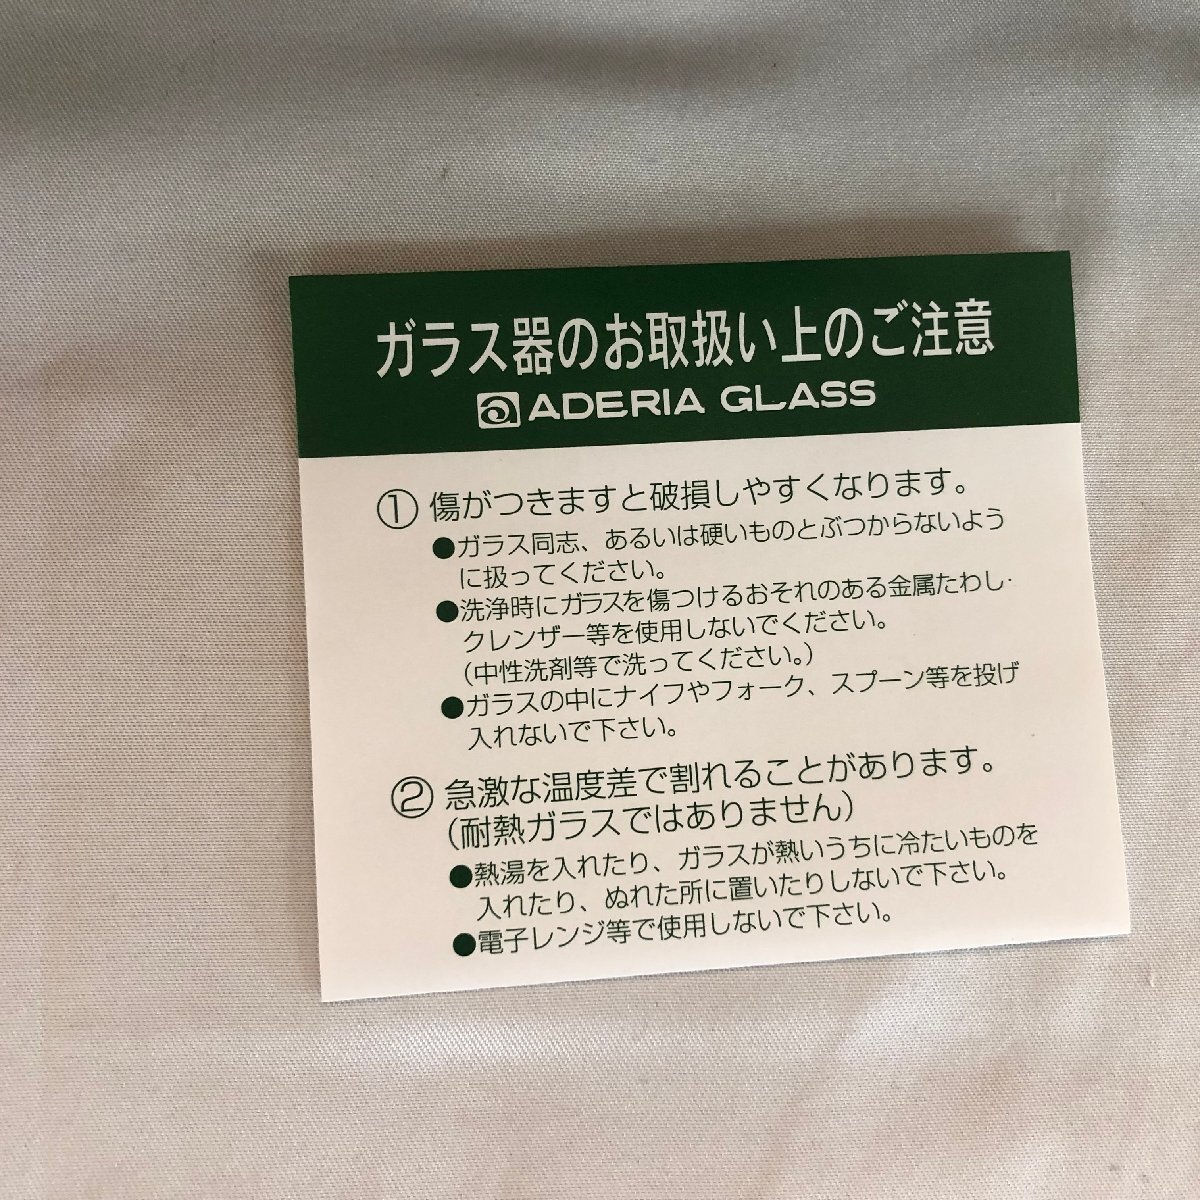 ガラス器のお取扱い上のご注意
ADERIA GLASS
① 傷がつきますと破損しやすくなります。
●ガラス同志、あるいは硬いものとぶつからないよう
に扱ってください。
●洗浄時にガラスを傷つけるおそれのある金属たわし・
クレンザー等を使用しないでください。
(中性洗剤等で洗ってください。)
●ガラスの中にナイフやフォーク、スプーン等を投げ
入れないで下さい。
② 急激な温度差で割れることがあります。
(耐熱ガラスではありません)
●熱湯を入れたり、ガラスが熱いうちに冷たいものを
入れたり、ぬれた所に置いたりしないで下さい。
●電子レンジ等で使用しないで下さい。